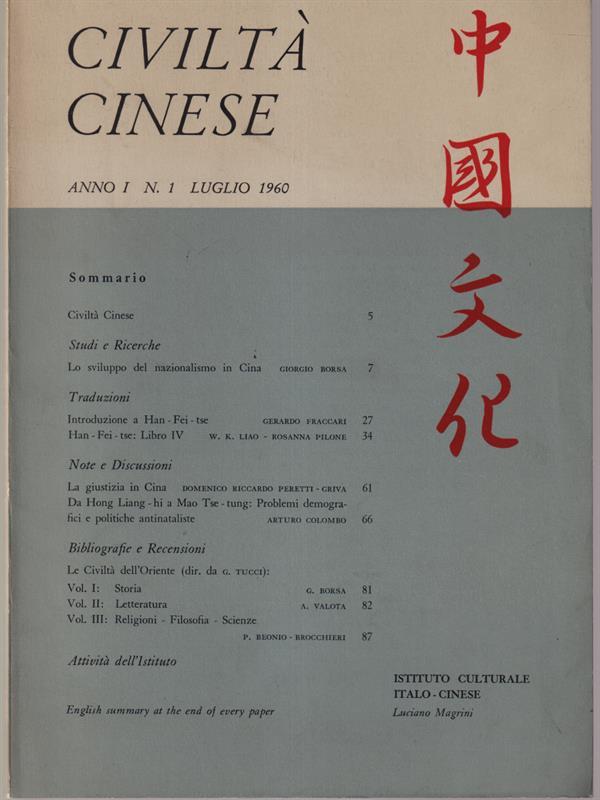 CIVILTÀ
CINESE
ANNO I N. 1 LUGLIO 1960
中
國
文
化
Sommario
Civiltà Cinese 5
Studi e Ricerche
Lo sviluppo del nazionalismo in Cina GIORGIO BORSA 7
Traduzioni
Introduzione a Han - Fei - tse GERARDO FRACCARI 27
Han - Fei - tse: Libro IV W. K. LIAO - ROSANNA PILONE 34
Note e Discussioni
La giustizia in Cina DOMENICO RICCARDO PERETTI - GRIVA 61
Da Hong Liang - hi a Mao Tse - tung: Problemi demogra-
fici e politiche antinataliste ARTURO COLOMBO 66
Bibliografie e Recensioni
Le Civiltà dell'Oriente (dir. da G. TUCCI):
Vol. I: Storia G. BORSA 81
Vol. II: Letteratura A. VALOTA 82
Vol. III: Religioni - Filosofia - Scienze
P. BEONIO - BROCCHIERI 87
Attività dell'Istituto
English summary at the end of every paper
ISTITUTO CULTURALE
ITALO - CINESE
Luciano Magrini